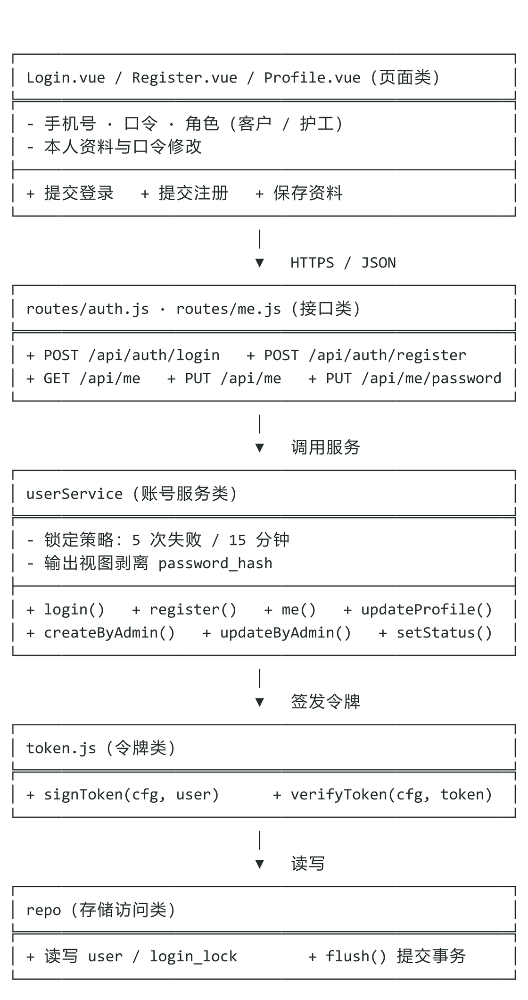 Login.vue / Register.vue / Profile.vue (页面类)
- 手机号 · 口令 · 角色 (客户 / 护工)
- 本人资料与口令修改
+ 提交登录   + 提交注册   + 保存资料
▼   HTTPS / JSON
routes/auth.js · routes/me.js (接口类)
+ POST /api/auth/login   + POST /api/auth/register
+ GET /api/me   + PUT /api/me   + PUT /api/me/password
▼   调用服务
userService (账号服务类)
- 锁定策略: 5 次失败 / 15 分钟
- 输出视图剥离 password_hash
+ login()   + register()   + me()   + updateProfile()
+ createByAdmin()   + updateByAdmin()   + setStatus()
▼   签发令牌
token.js (令牌类)
+ signToken(cfg, user)      + verifyToken(cfg, token)
▼   读写
repo (存储访问类)
+ 读写 user / login_lock        + flush() 提交事务